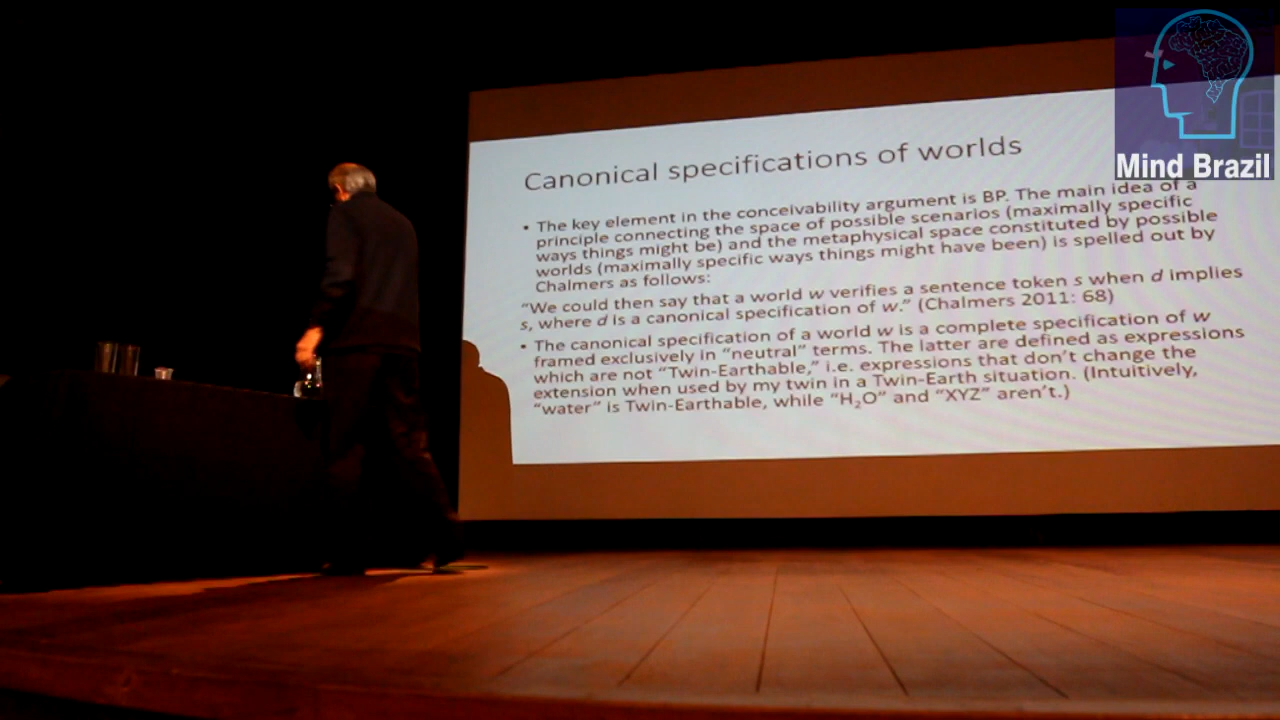 Canonical specifications of worlds
• The key element in the conceivability argument is BP. The main idea of a
principle connecting the space of possible scenarios (maximally specific
ways things might be) and the metaphysical space constituted by possible
worlds (maximally specific ways things might have been) is spelled out by
Chalmers as follows:
“We could then say that a world w verifies a sentence token s when d implies
s, where d is a canonical specification of w.” (Chalmers 2011: 68)
• The canonical specification of a world w is a complete specification of w
framed exclusively in “neutral” terms. The latter are defined as expressions
which are not “Twin-Earthable,” i.e. expressions that don’t change the
extension when used by my twin in a Twin-Earth situation. (Intuitively,
“water” is Twin-Earthable, while “H₂O” and “XYZ” aren’t.)
Mind Brazil